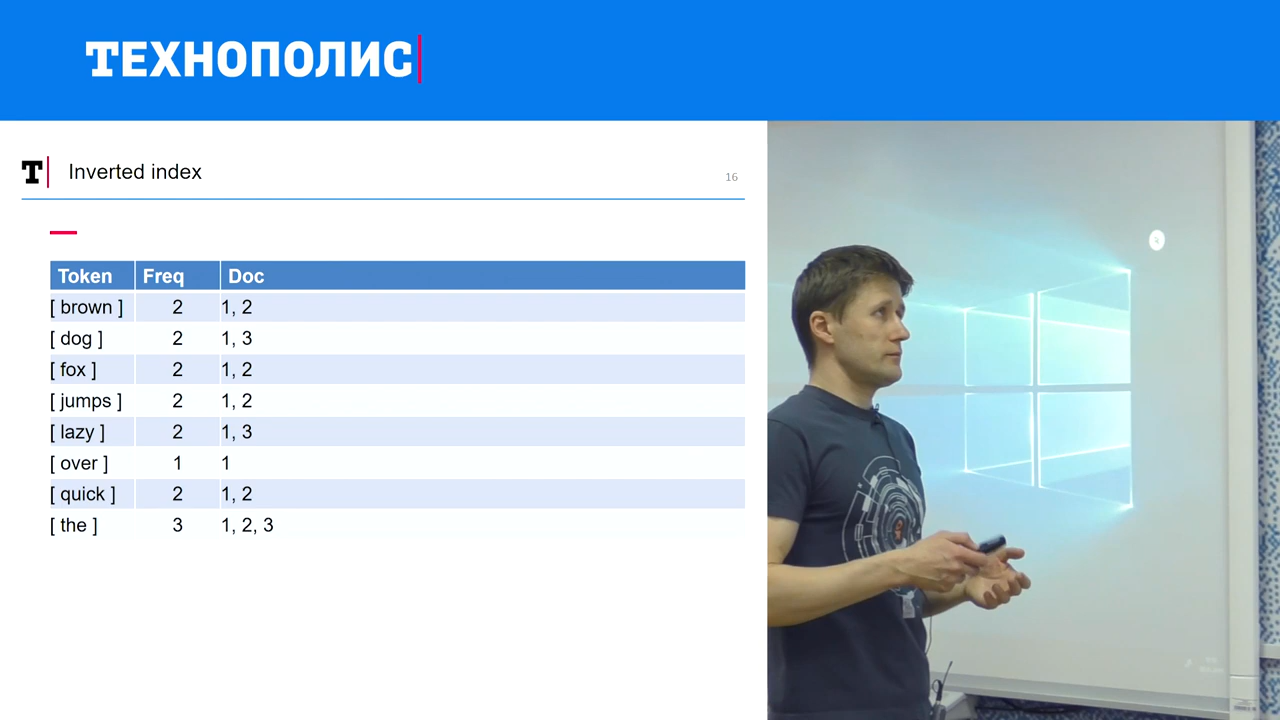 ТЕХНОПОЛИС
T Inverted index
16
Token Freq Doc
[ brown ] 2 1, 2
[ dog ] 2 1, 3
[ fox ] 2 1, 2
[ jumps ] 2 1, 2
[ lazy ] 2 1, 3
[ over ] 1 1
[ quick ] 2 1, 2
[ the ] 3 1, 2, 3